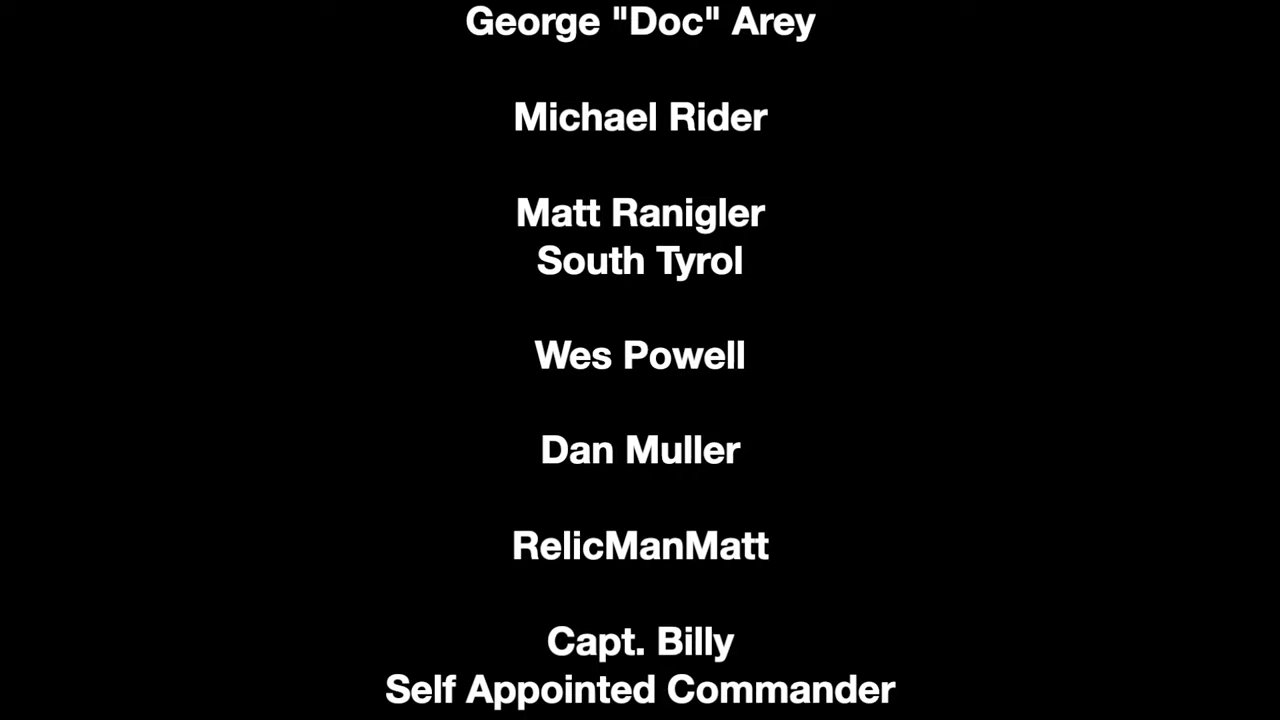 George "Doc" Arey
Michael Rider
Matt Ranigler
South Tyrol
Wes Powell
Dan Muller
RelicManMatt
Capt. Billy
Self Appointed Commander